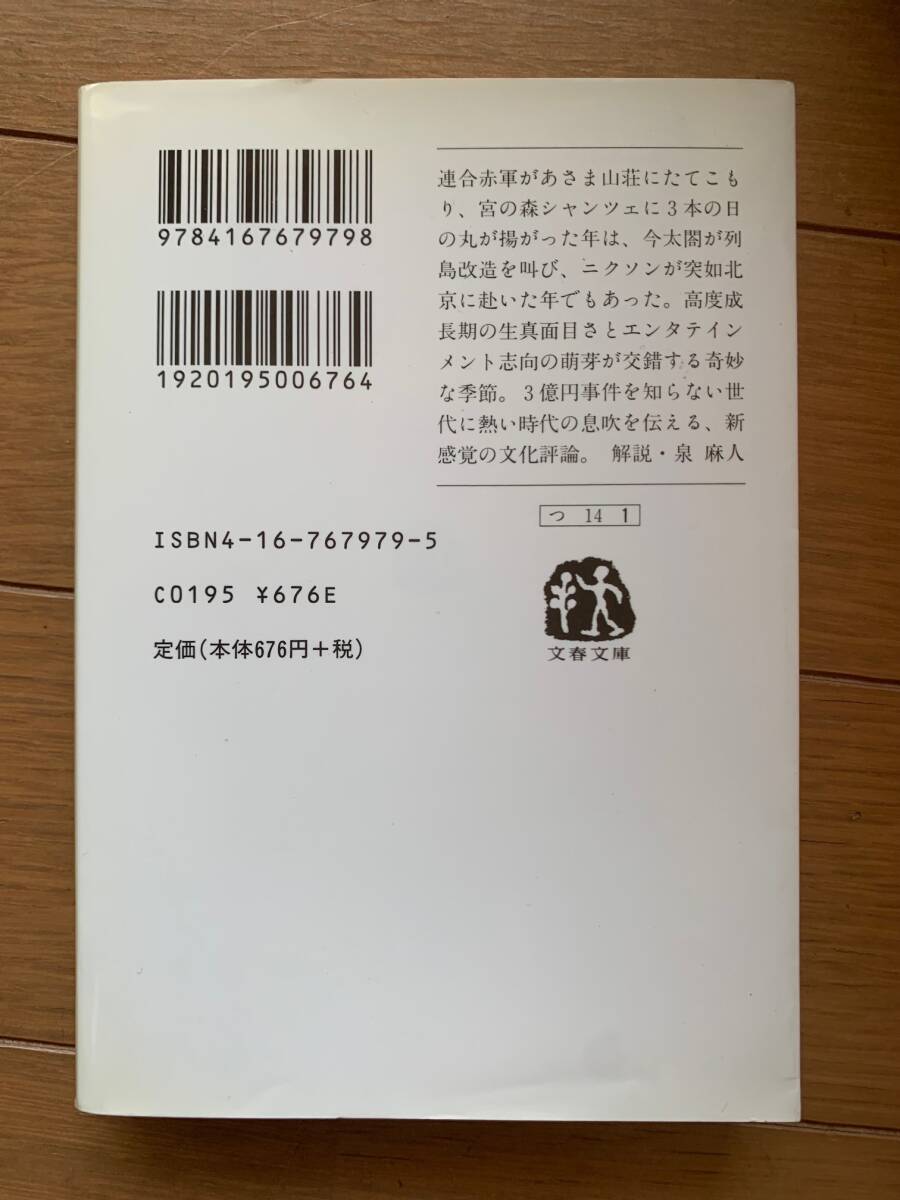 9784167679798
1920195006764
連合赤軍があさま山荘にたてこも
り、宮の森シャンツェに3本の日
の丸が揚がった年は、今太閤が列
島改造を叫び、ニクソンが突如北
京に赴いた年でもあった。高度成
長期の生真面目さとエンタテイン
メント志向の萌芽が交錯する奇妙
な季節。3億円事件を知らない世
代に熱い時代の息吹を伝える、新
感覚の文化評論。 解説・泉 麻人
つ 14 1
ISBN4-16-767979-5
C0195 ¥676E
定価(本体676円+税)
文春文庫